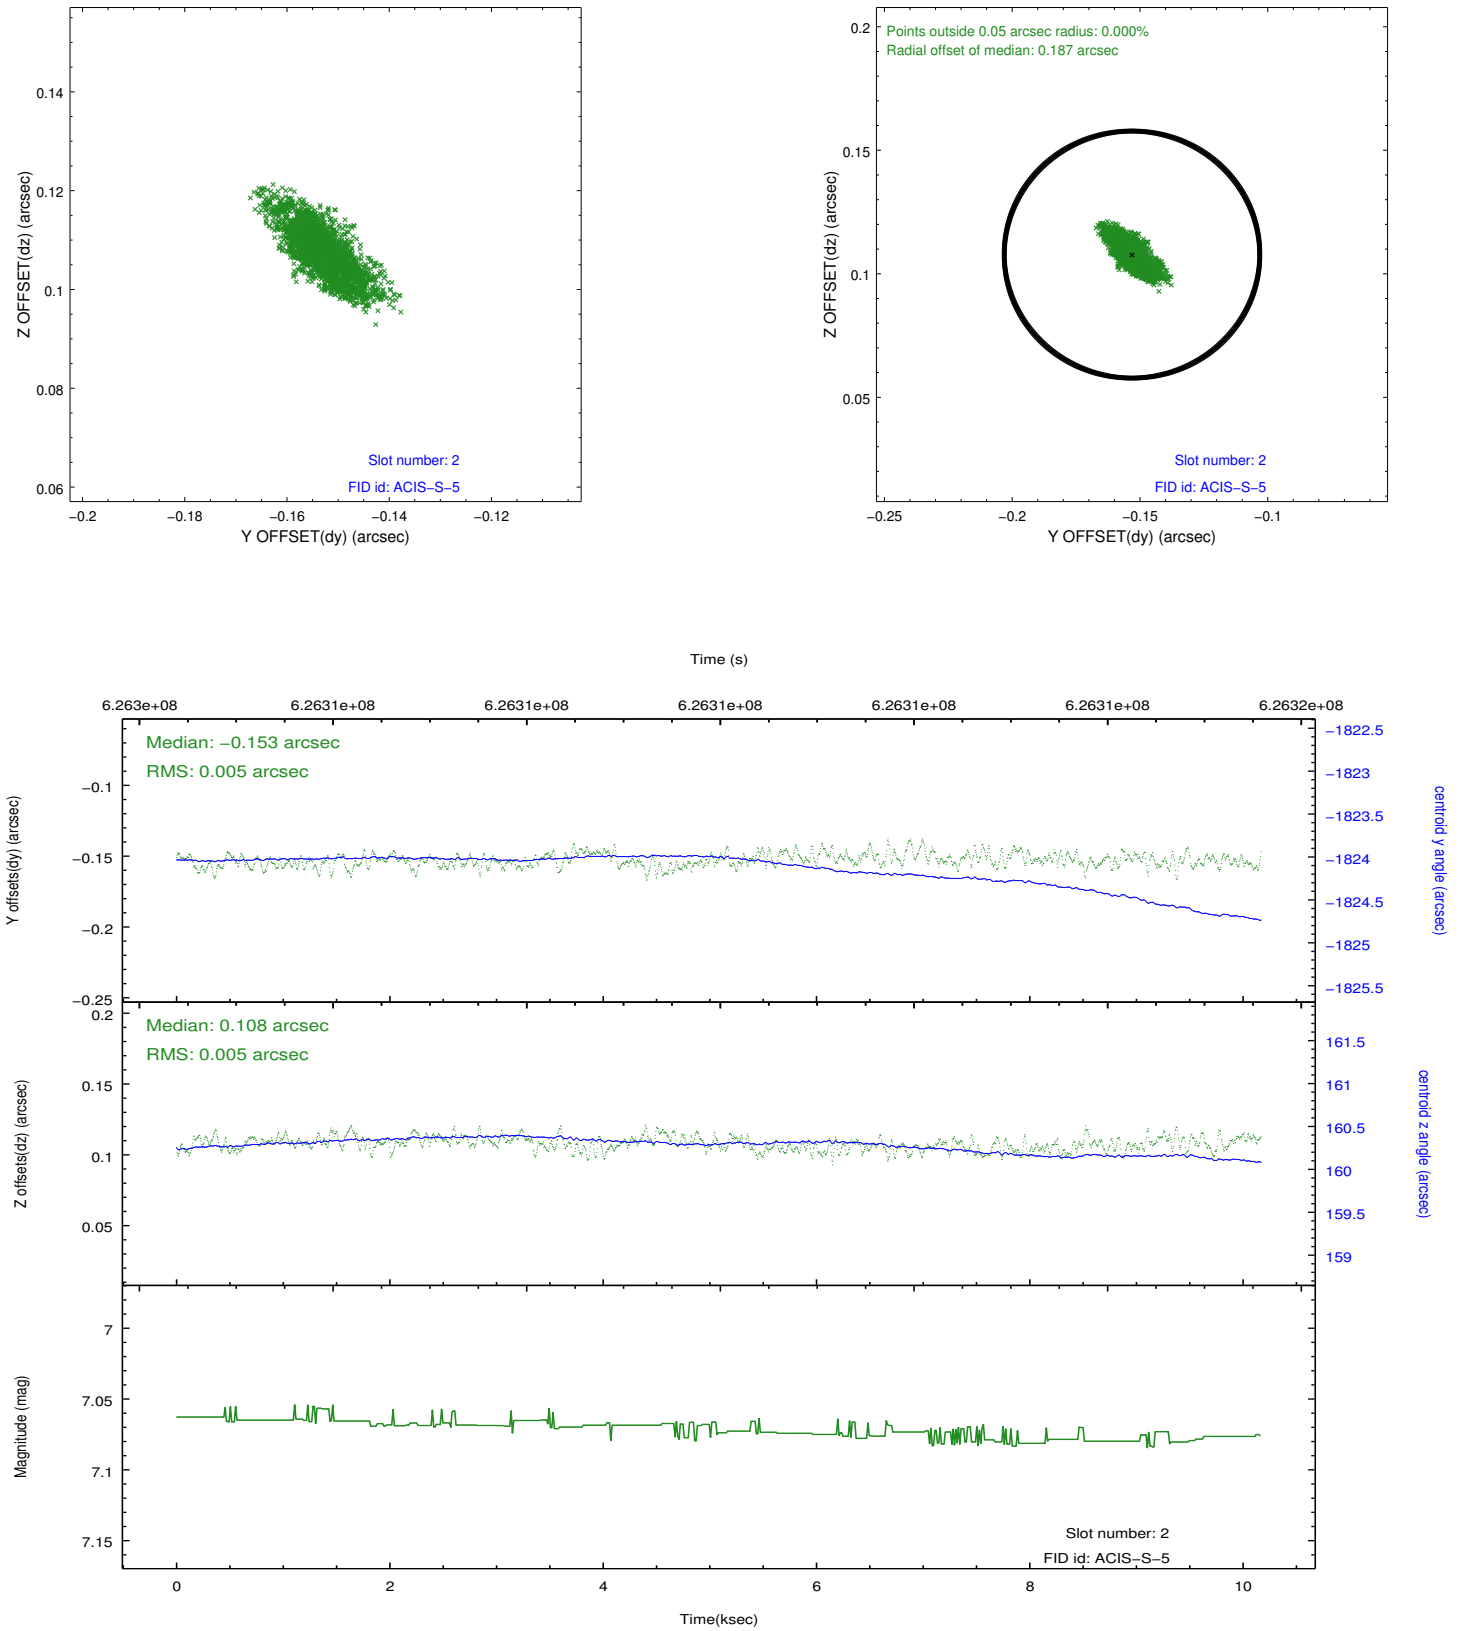 0.14
0.12
0.1
0.08
0.06
Z OFFSET(dz) (arcsec)
Slot number: 2
FID id: ACIS−S−5
−0.2
−0.18
−0.16
−0.14
−0.12
Y OFFSET(dy) (arcsec)
Points outside 0.05 arcsec radius: 0.000%
Radial offset of median: 0.187 arcsec
0.2
0.15
0.1
0.05
Z OFFSET(dz) (arcsec)
Slot number: 2
FID id: ACIS−S−5
−0.25
−0.2
−0.15
−0.1
Y OFFSET(dy) (arcsec)
Time (s)
6.263e+08
6.2631e+08
6.2631e+08
6.2631e+08
6.2631e+08
6.2631e+08
6.2632e+08
Median: −0.153 arcsec
RMS: 0.005 arcsec
−0.1
−0.15
−0.2
−0.25
Y offsets(dy) (arcsec)
−1822.5
−1823
−1823.5
−1824
−1824.5
−1825
−1825.5
centroid y angle (arcsec)
Median: 0.108 arcsec
RMS: 0.005 arcsec
0.2
0.15
0.1
0.05
Z offsets(dz) (arcsec)
161.5
161
160.5
160
159.5
159
centroid z angle (arcsec)
7
7.05
7.1
7.15
Magnitude (mag)
Slot number: 2
FID id: ACIS−S−5
0
2
4
6
8
10
Time(ksec)